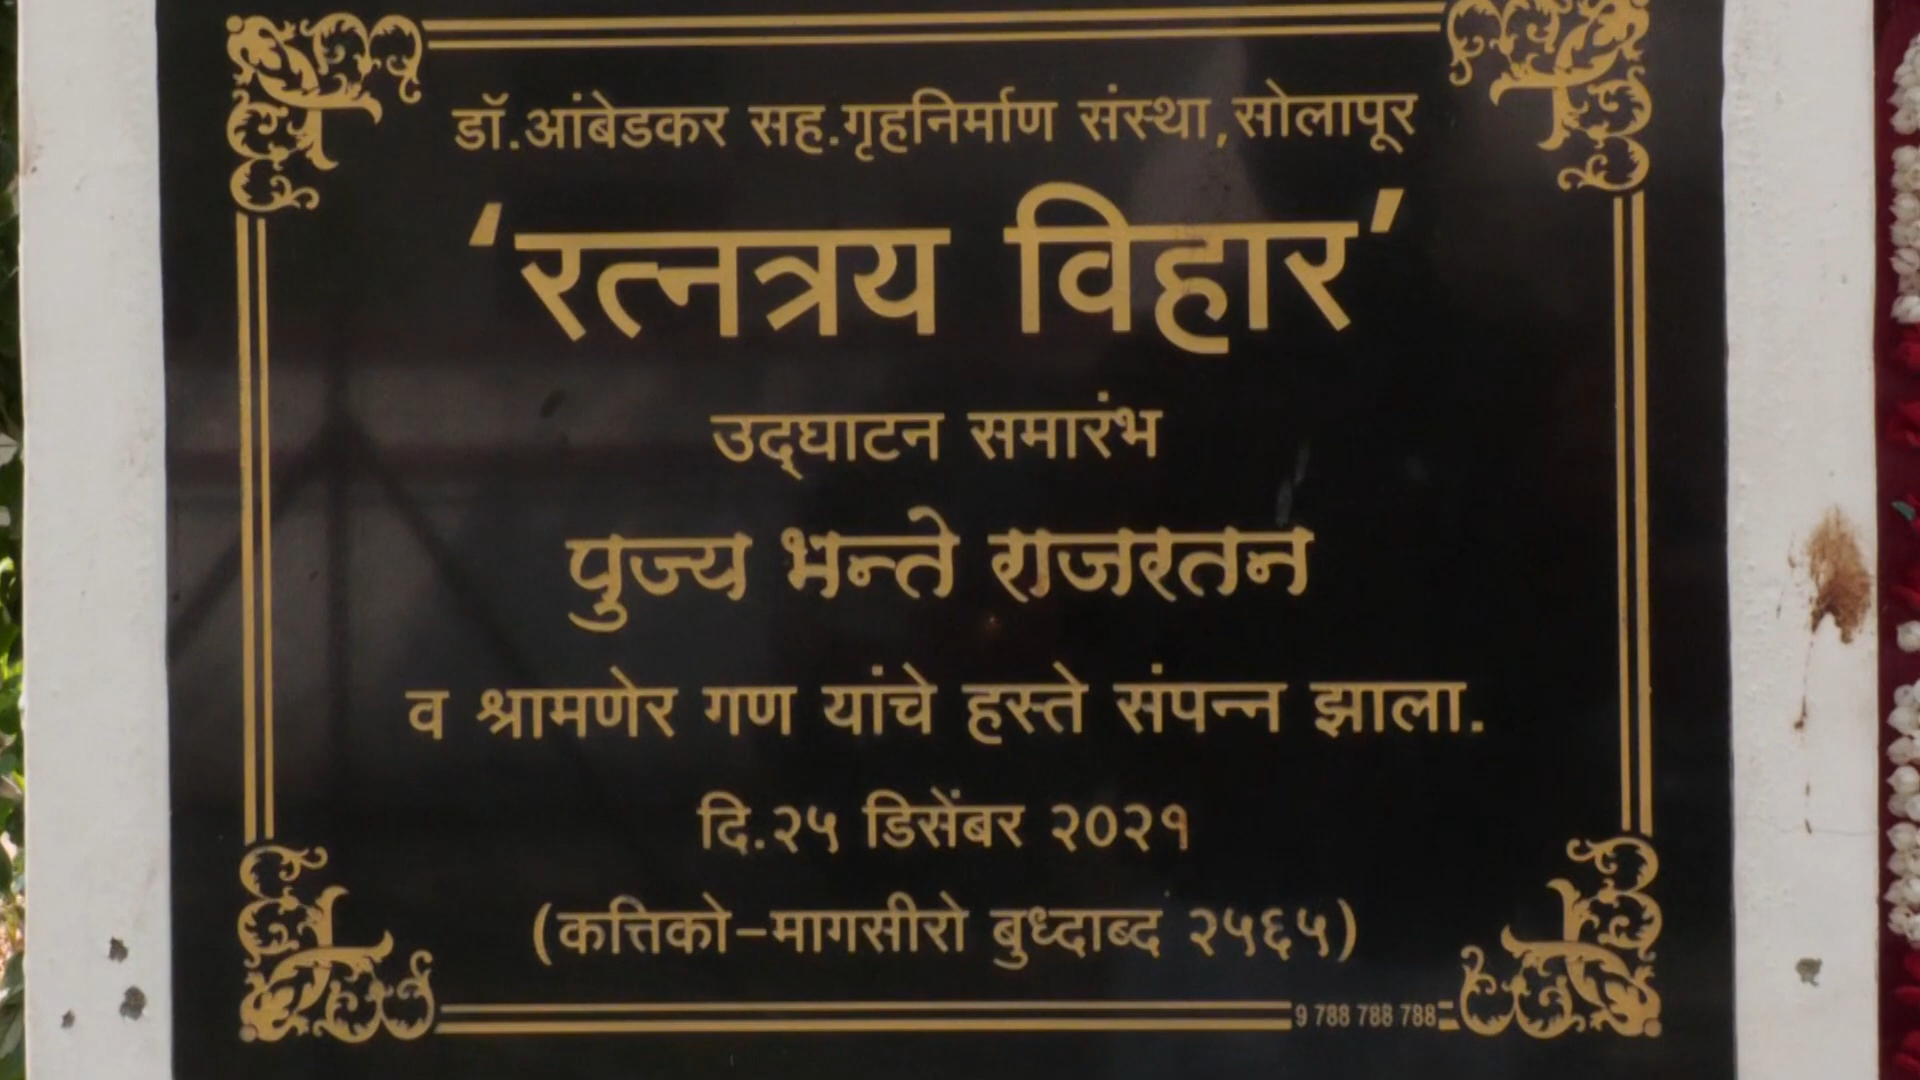 डॉ.आंबेडकर सह.गृहनिर्माण संस्था,सोलापूर
‘रत्नत्रय विहार’
उद्‌घाटन समारंभ
पुज्य भन्ते राजरतन
व श्रामणेर गण यांचे हस्ते संपन्न झाला.
दि.२५ डिसेंबर २०२१
(कत्तिको-मागसीरो बुध्दाब्द २५६५)
9 788 788 788